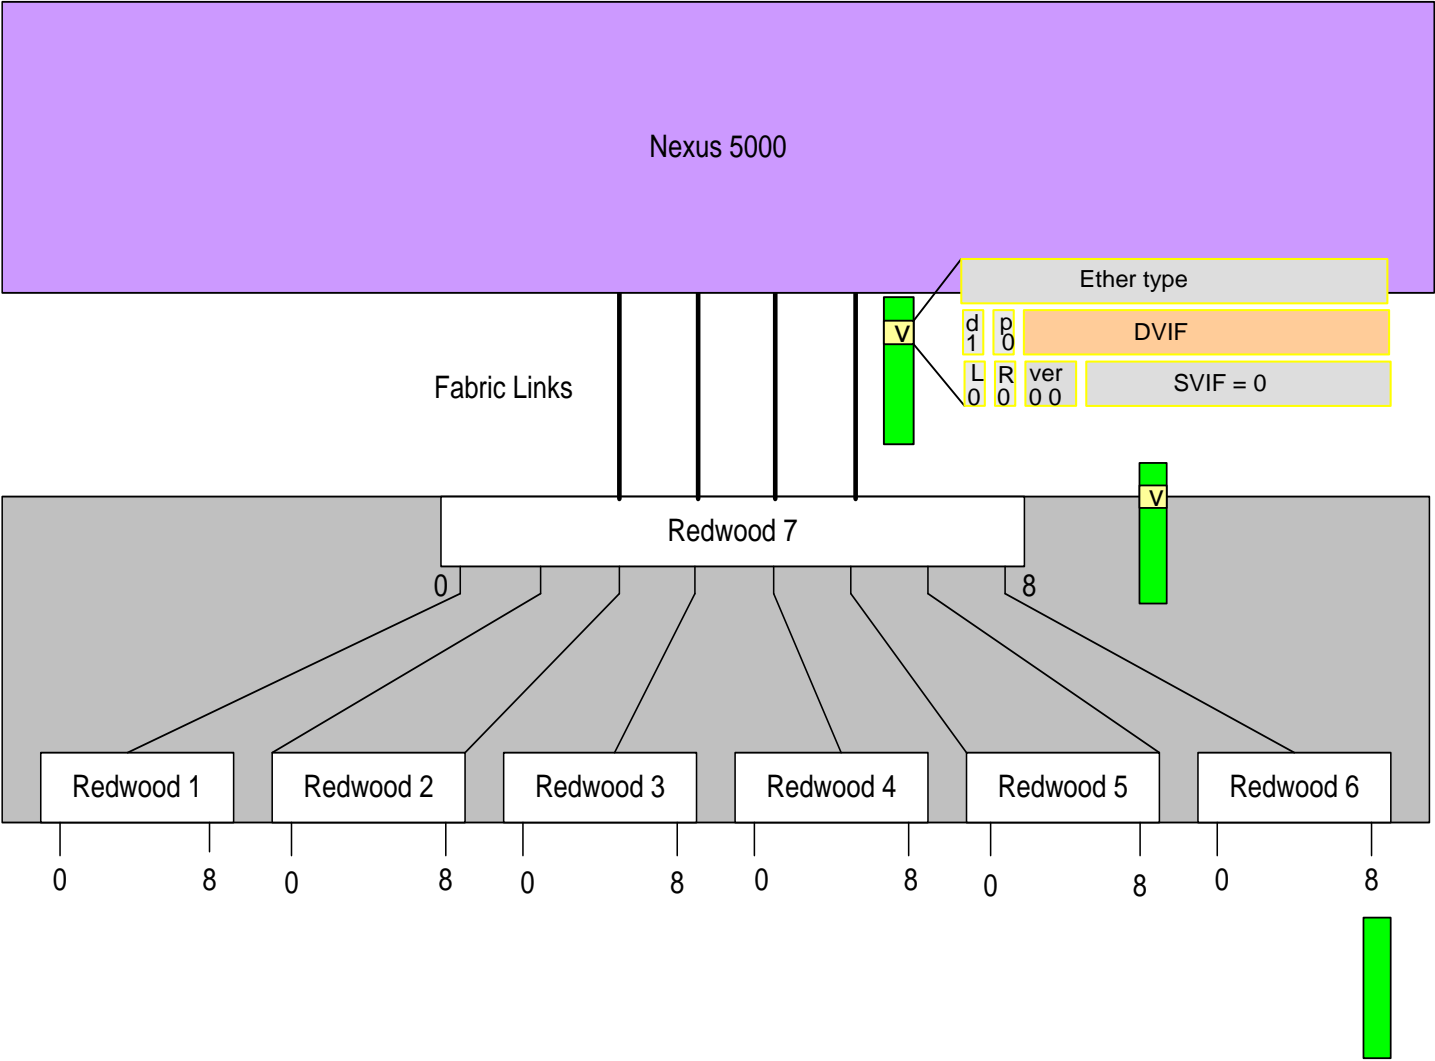 Nexus 5000
Ether type
d p DVIF
1 0
V
L R ver SVIF = 0
0 0 0 0
Fabric Links
V
Redwood 7
0 8
Redwood 1 Redwood 2 Redwood 3 Redwood 4 Redwood 5 Redwood 6
0 8 0 8 0 8 0 8 0 8 0 8